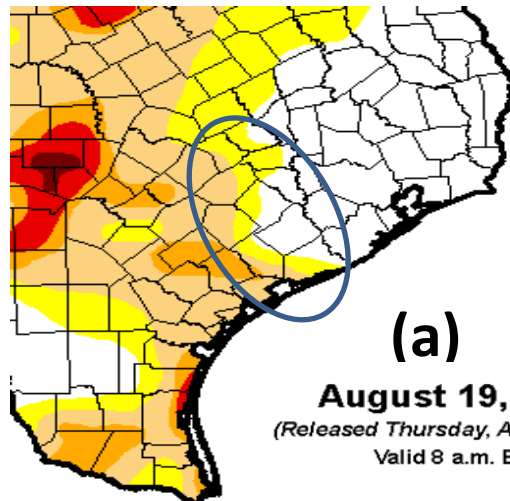 (a)
August 19,
(Released Thursday, A
Valid 8 a.m. E